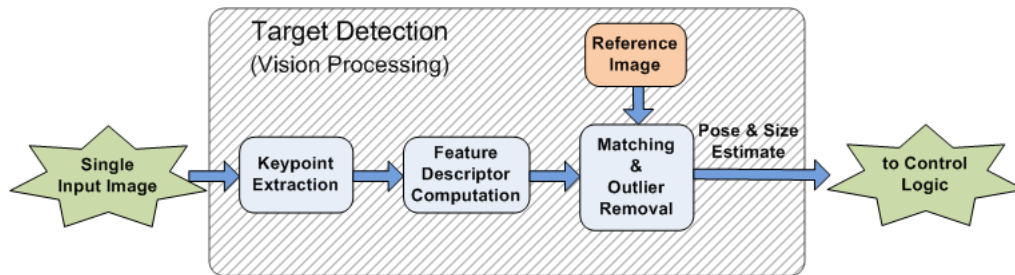 Target Detection
(Vision Processing)
Reference
Image
Single
Input Image
Keypoint
Extraction
Feature
Descriptor
Computation
Matching
&
Outlier
Removal
Pose & Size
Estimate
to Control
Logic